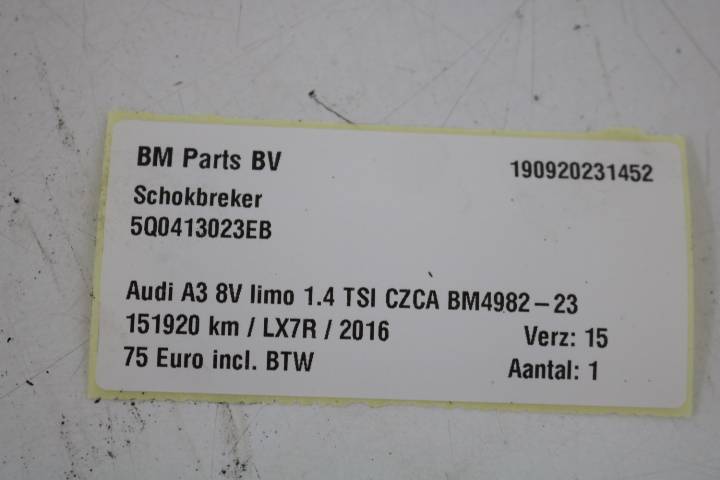 BM Parts BV 190920231452
Schokbreker
5Q0413023EB
Audi A3 8V limo 1.4 TSI CZCA BM4982-23
151920 km / LX7R / 2016 Verz: 15
75 Euro incl. BTW Aantal: 1